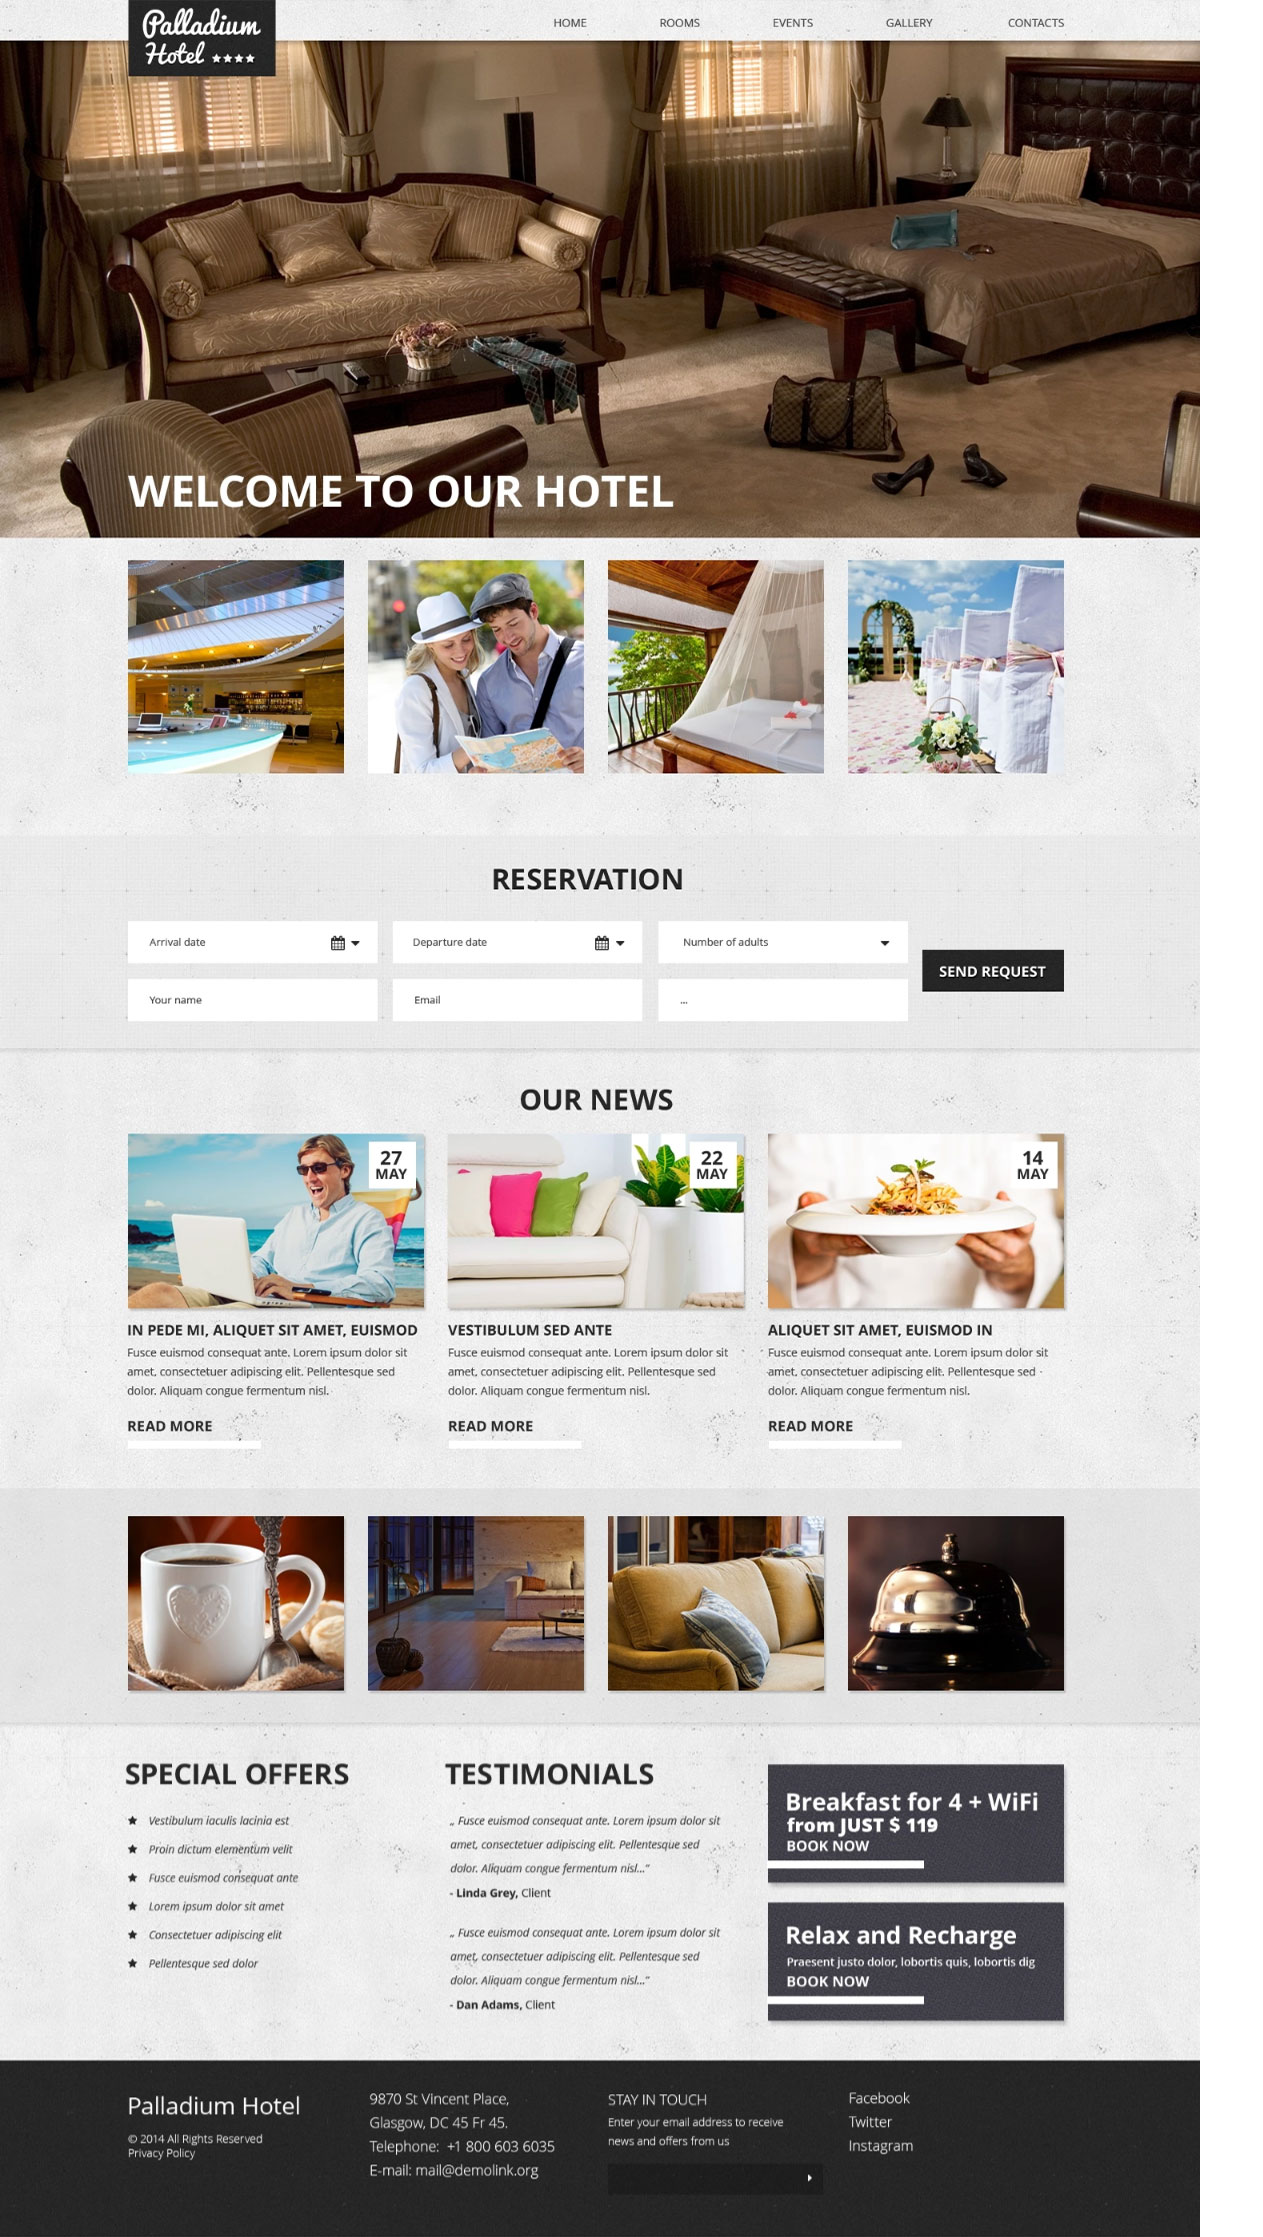 Palladium
Hotel
HOME ROOMS EVENTS GALLERY CONTACTS
WELCOME TO OUR HOTEL
RESERVATION
Arrival date
Departure date
Number of adults
Your name
Email
...
SEND REQUEST
OUR NEWS
27
MAY
IN PEDE MI, ALIQUET SIT AMET, EUISMOD
Fusce euismod consequat ante. Lorem ipsum dolor sit
amet, consectetuer adipiscing elit. Pellentesque sed
dolor. Aliquam congue fermentum nisl.
READ MORE
22
MAY
VESTIBULUM SED ANTE
Fusce euismod consequat ante. Lorem ipsum dolor sit
amet, consectetuer adipiscing elit. Pellentesque sed
dolor. Aliquam congue fermentum nisl.
READ MORE
14
MAY
ALIQUET SIT AMET, EUISMOD IN
Fusce euismod consequat ante. Lorem ipsum dolor sit
amet, consectetuer adipiscing elit. Pellentesque sed
dolor. Aliquam congue fermentum nisl.
READ MORE
SPECIAL OFFERS
Vestibulum iaculis lacinia est
Proin dictum elementum velit
Fusce euismod consequat ante
Lorem ipsum dolor sit amet
Consectetuer adipiscing elit
Pellentesque sed dolor
TESTIMONIALS
„ Fusce euismod consequat ante. Lorem ipsum dolor sit
amet, consectetuer adipiscing elit. Pellentesque sed
dolor. Aliquam congue fermentum nisl...”
- Linda Grey, Client
„ Fusce euismod consequat ante. Lorem ipsum dolor sit
amet, consectetuer adipiscing elit. Pellentesque sed
dolor. Aliquam congue fermentum nisl...”
- Dan Adams, Client
Breakfast for 4 + WiFi
from JUST $ 119
BOOK NOW
Relax and Recharge
Praesent justo dolor, lobortis quis, lobortis dig
BOOK NOW
Palladium Hotel
© 2014 All Rights Reserved
Privacy Policy
9870 St Vincent Place,
Glasgow, DC 45 Fr 45.
Telephone: +1 800 603 6035
E-mail: mail@demolink.org
STAY IN TOUCH
Enter your email address to receive
news and offers from us
Facebook
Twitter
Instagram